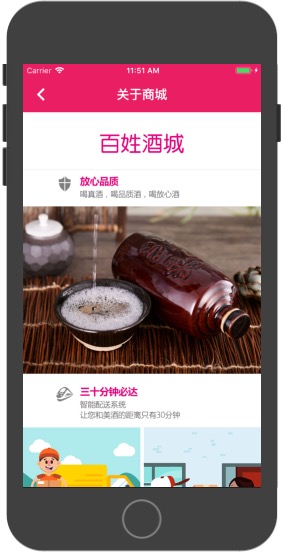 Carrier 11:51 AM
关于商城
百姓酒城
放心品质
喝真酒，喝品质酒，喝放心酒
三十分钟必达
智能配送系统
让您和美酒的距离只有30分钟